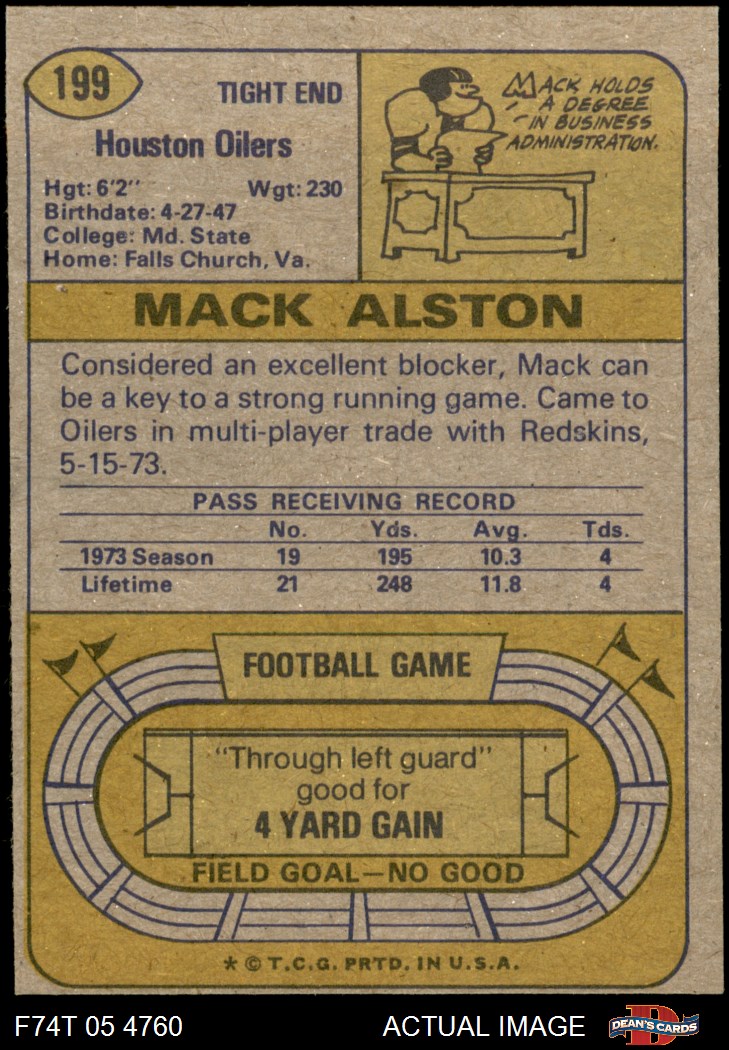 199
TIGHT END
Houston Oilers
Hgt: 6'2" Wgt: 230
Birthdate: 4-27-47
College: Md. State
Home: Falls Church, Va.
MACK HOLDS
A DEGREE
IN BUSINESS
ADMINISTRATION.
MACK ALSTON
Considered an excellent blocker, Mack can
be a key to a strong running game. Came to
Oilers in multi-player trade with Redskins,
5-15-73.
PASS RECEIVING RECORD
No. Yds. Avg. Tds.
1973 Season 19 195 10.3 4
Lifetime 21 248 11.8 4
FOOTBALL GAME
"Through left guard"
good for
4 YARD GAIN
FIELD GOAL—NO GOOD
* © T.C.G. PRTD. IN U.S.A.
F74T 05 4760 ACTUAL IMAGE D DEAN'S CARDS